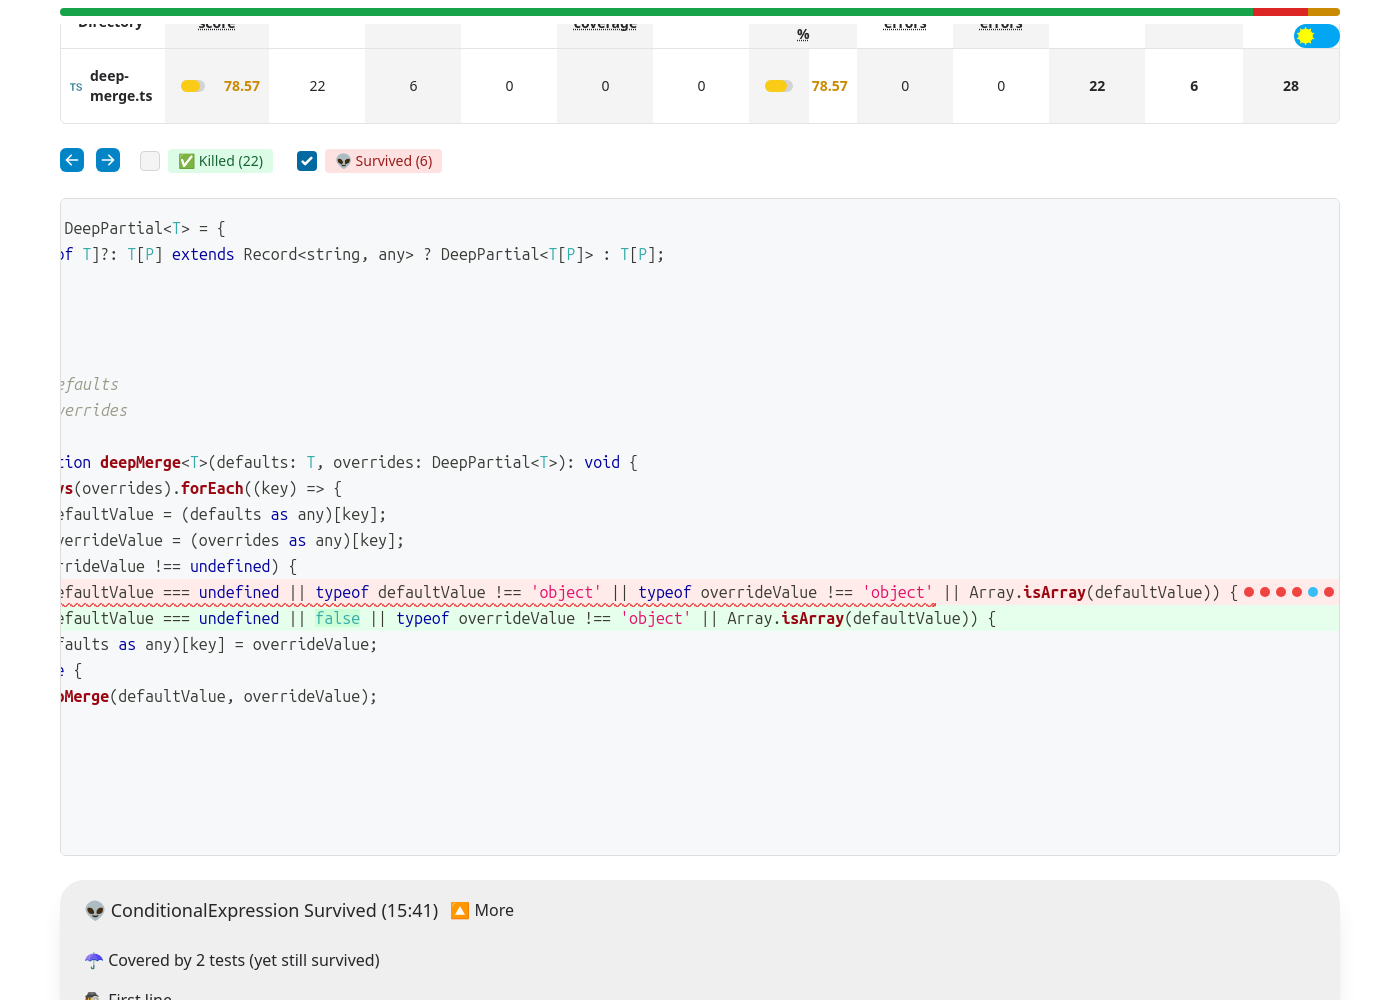 Directory score coverage % errors errors
TS deep-merge.ts 78.57 22 6 0 0 0 78.57 0 0 22 6 28
✅ Killed (22) 👽 Survived (6)
DeepPartial<T> = {
of T]?: T[P] extends Record<string, any> ? DeepPartial<T[P]> : T[P];
efaults
verrides
tion deepMerge<T>(defaults: T, overrides: DeepPartial<T>): void {
ys(overrides).forEach((key) => {
efaultValue = (defaults as any)[key];
verrideValue = (overrides as any)[key];
rrideValue !== undefined) {
efaultValue === undefined || typeof defaultValue !== 'object' || typeof overrideValue !== 'object' || Array.isArray(defaultValue)) {
efaultValue === undefined || false || typeof overrideValue !== 'object' || Array.isArray(defaultValue)) {
faults as any)[key] = overrideValue;
e {
pMerge(defaultValue, overrideValue);
👽 ConditionalExpression Survived (15:41) 🔼 More
☂️ Covered by 2 tests (yet still survived)
First line